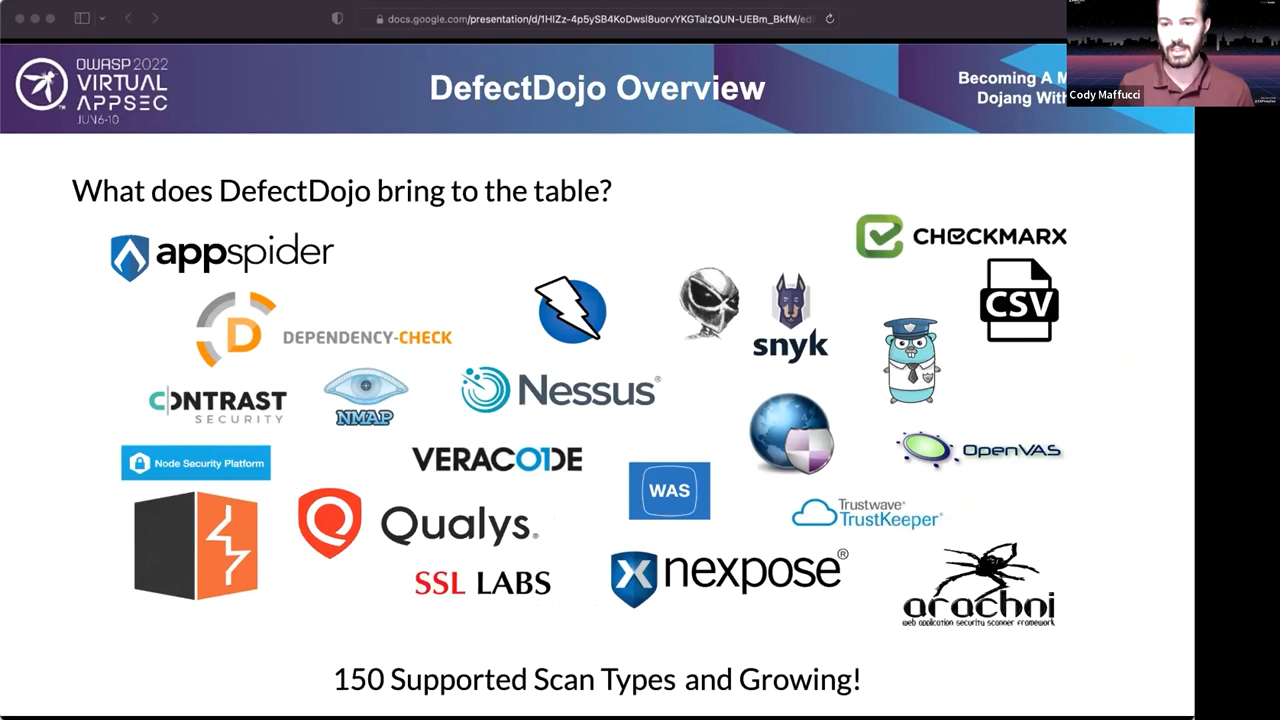 docs.google.com/presentation/d/1HIZz-4p5ySB4KoDwsl8uorvYKGTalzQUN-UEBm_BkfM/edi
OWASP 2022
VIRTUAL
APPSEC
JUN 6-10
DefectDojo Overview
Becoming A M
Dojang With
Cody Maffucci
What does DefectDojo bring to the table?
appspider
CHECKMARX
CSV
DEPENDENCY-CHECK
snyk
CONTRAST
SECURITY
NMAP
Nessus®
Node Security Platform
VERACODE
OpenVAS
WAS
Qualys®
Trustwave®
TrustKeeper®
SSL LABS
nexpose®
arachni
web application security scanner framework
150 Supported Scan Types and Growing!